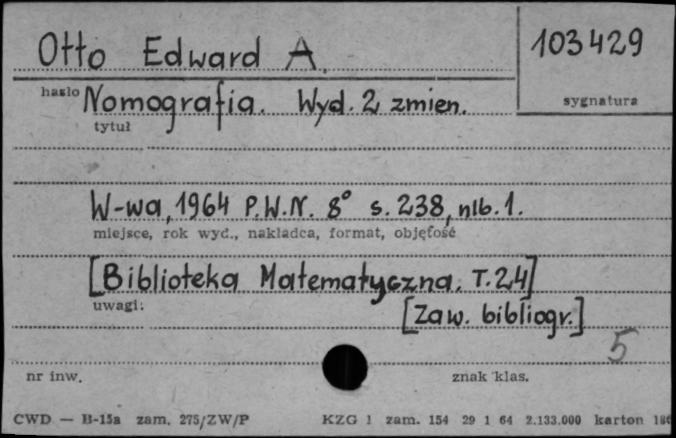 Otto Edward A.
103429
hasło Nomografia. Wyd. 2 zmien.
sygnatura
tytuł
W-wa, 1964 P.W.N. 8° s. 238, nlb. 1.
miejsce, rok wyd., nakładca, format, objętość
[Biblioteka Matematyczna. T. 24]
uwagi:
[Zaw. bibliogr.]
5
nr inw.
znak klas.
CWD — B-15a zam. 275/ZW/P KZG 1 zam. 154 29 1 64 2.133.000 karton